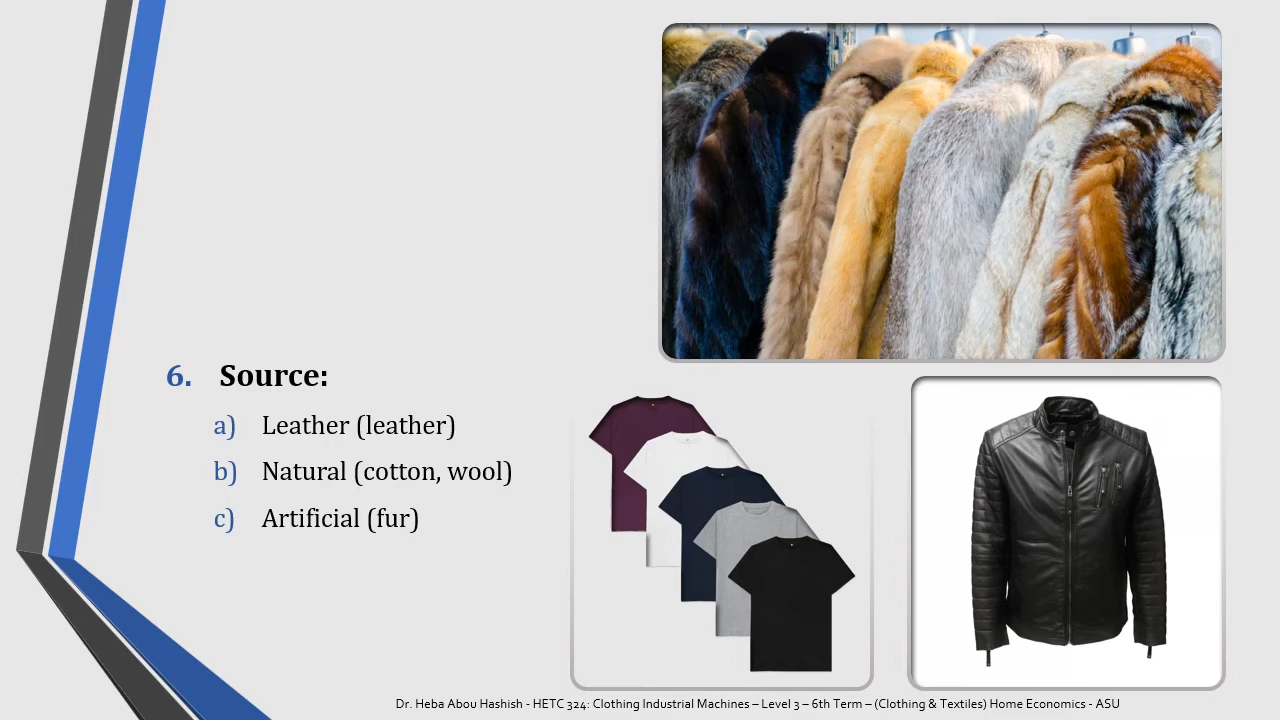 6. Source:
a) Leather (leather)
b) Natural (cotton, wool)
c) Artificial (fur)
Dr. Heba Abou Hashish - HETC 324: Clothing Industrial Machines – Level 3 – 6th Term – (Clothing & Textiles) Home Economics - ASU